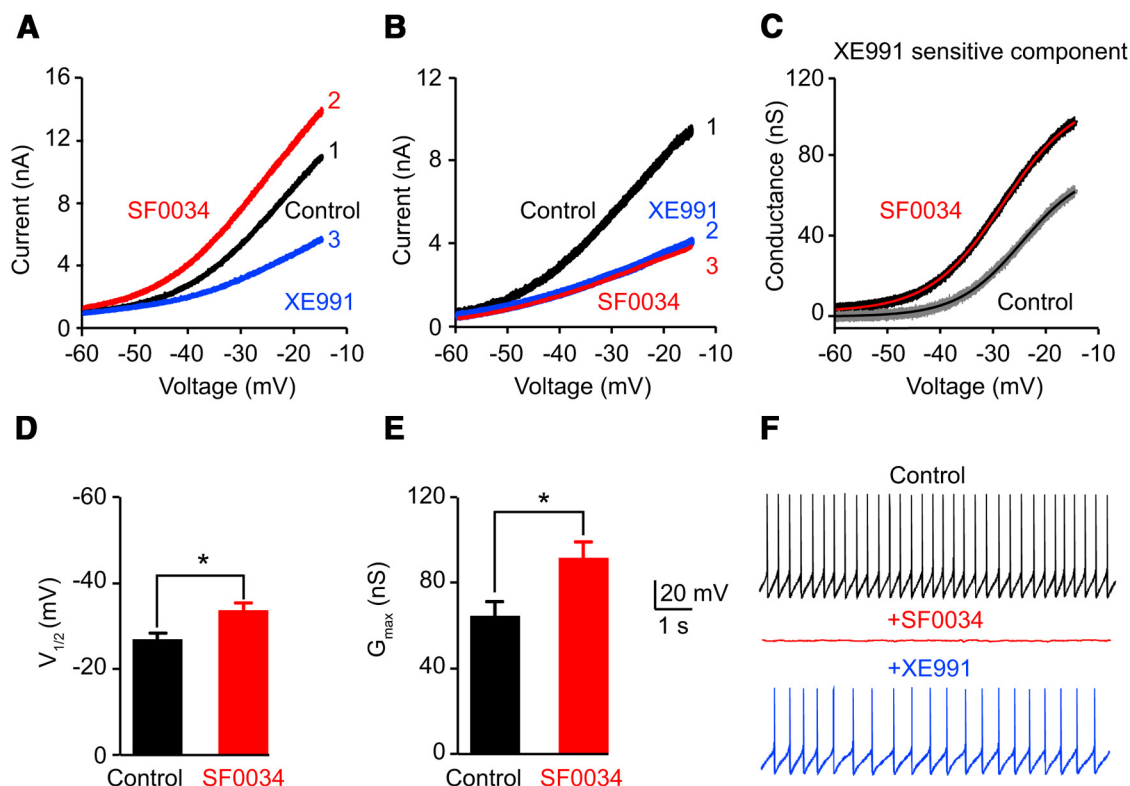 A
Current (nA)
16
12
8
4
0
-60 -50 -40 -30 -20 -10
Voltage (mV)
2
1
3
SF0034
Control
XE991
B
Current (nA)
12
8
4
0
-60 -50 -40 -30 -20 -10
Voltage (mV)
1
Control
XE991
2
3
SF0034
C
XE991 sensitive component
Conductance (nS)
120
80
40
0
-60 -50 -40 -30 -20 -10
Voltage (mV)
SF0034
Control
D
V1/2 (mV)
-60
-40
-20
0
*
Control SF0034
E
Gmax (nS)
120
80
40
0
*
Control SF0034
F
20 mV
1 s
Control
+SF0034
+XE991